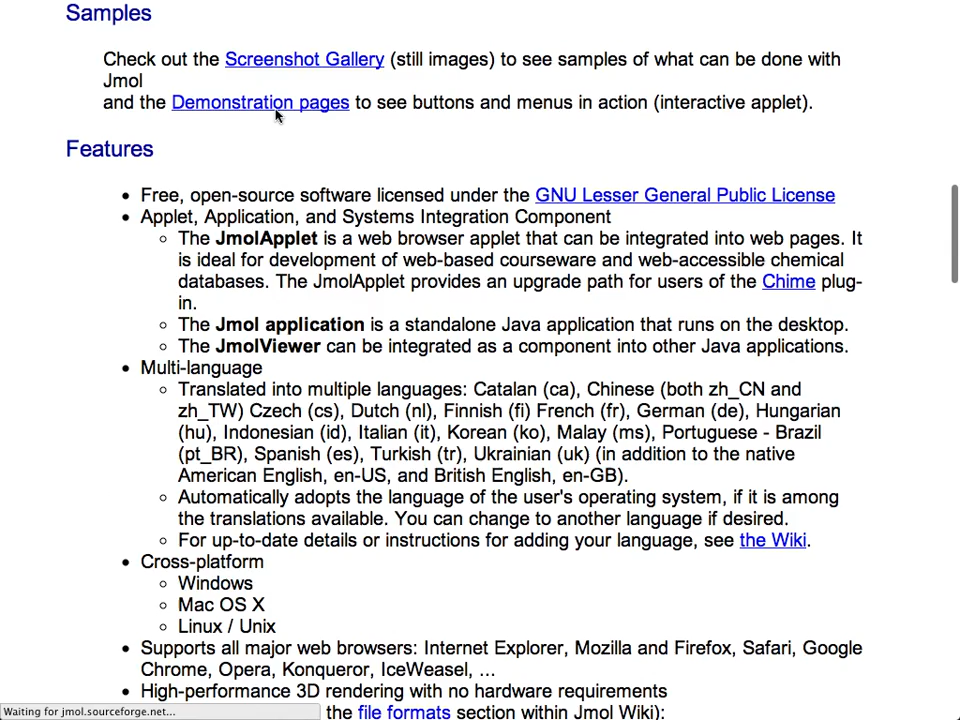 Samples
Check out the Screenshot Gallery (still images) to see samples of what can be done with
Jmol
and the Demonstration pages to see buttons and menus in action (interactive applet).
Features
• Free, open-source software licensed under the GNU Lesser General Public License
• Applet, Application, and Systems Integration Component
◦ The JmolApplet is a web browser applet that can be integrated into web pages. It
is ideal for development of web-based courseware and web-accessible chemical
databases. The JmolApplet provides an upgrade path for users of the Chime plug-
in.
◦ The Jmol application is a standalone Java application that runs on the desktop.
◦ The JmolViewer can be integrated as a component into other Java applications.
• Multi-language
◦ Translated into multiple languages: Catalan (ca), Chinese (both zh_CN and
zh_TW) Czech (cs), Dutch (nl), Finnish (fi) French (fr), German (de), Hungarian
(hu), Indonesian (id), Italian (it), Korean (ko), Malay (ms), Portuguese - Brazil
(pt_BR), Spanish (es), Turkish (tr), Ukrainian (uk) (in addition to the native
American English, en-US, and British English, en-GB).
◦ Automatically adopts the language of the user's operating system, if it is among
the translations available. You can change to another language if desired.
◦ For up-to-date details or instructions for adding your language, see the Wiki.
• Cross-platform
◦ Windows
◦ Mac OS X
◦ Linux / Unix
• Supports all major web browsers: Internet Explorer, Mozilla and Firefox, Safari, Google
Chrome, Opera, Konqueror, IceWeasel, ...
• High-performance 3D rendering with no hardware requirements
the file formats section within Jmol Wiki):
Waiting for jmol.sourceforge.net...